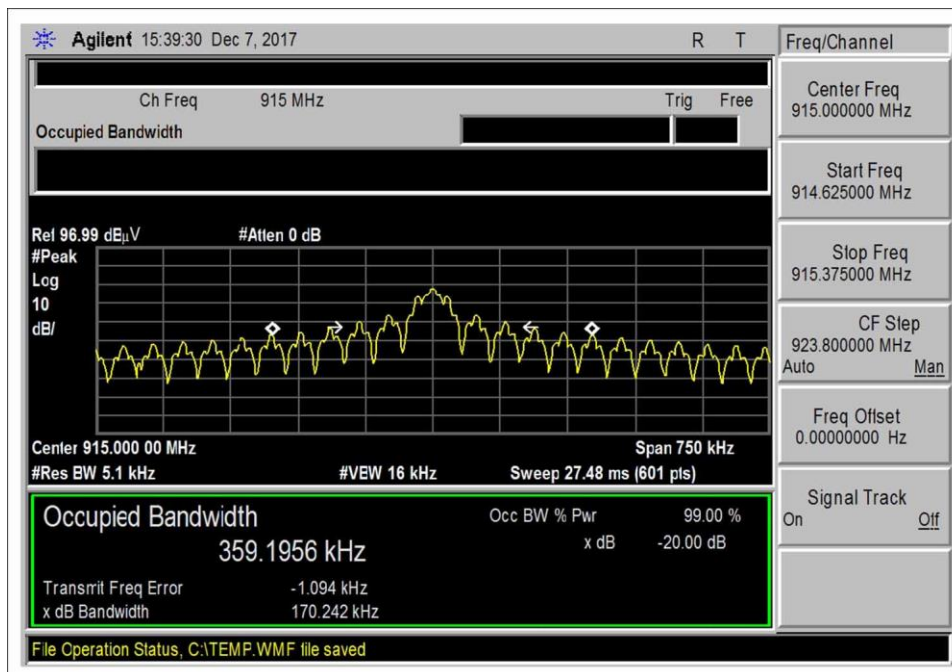 Agilent 15:39:30 Dec 7, 2017 R T
Freq/Channel
Ch Freq 915 MHz Trig Free
Occupied Bandwidth
Center Freq
915.000000 MHz
Start Freq
914.625000 MHz
Stop Freq
915.375000 MHz
CF Step
923.800000 MHz
Auto Man
Freq Offset
0.00000000 Hz
Signal Track
On Off
Ref 96.99 dBµV #Atten 0 dB
#Peak
Log
10
dB/
Center 915.000 00 MHz Span 750 kHz
#Res BW 5.1 kHz #VBW 16 kHz Sweep 27.48 ms (601 pts)
Occupied Bandwidth Occ BW % Pwr 99.00 %
359.1956 kHz x dB -20.00 dB
Transmit Freq Error -1.094 kHz
x dB Bandwidth 170.242 kHz
File Operation Status, C:\TEMP.WMF file saved